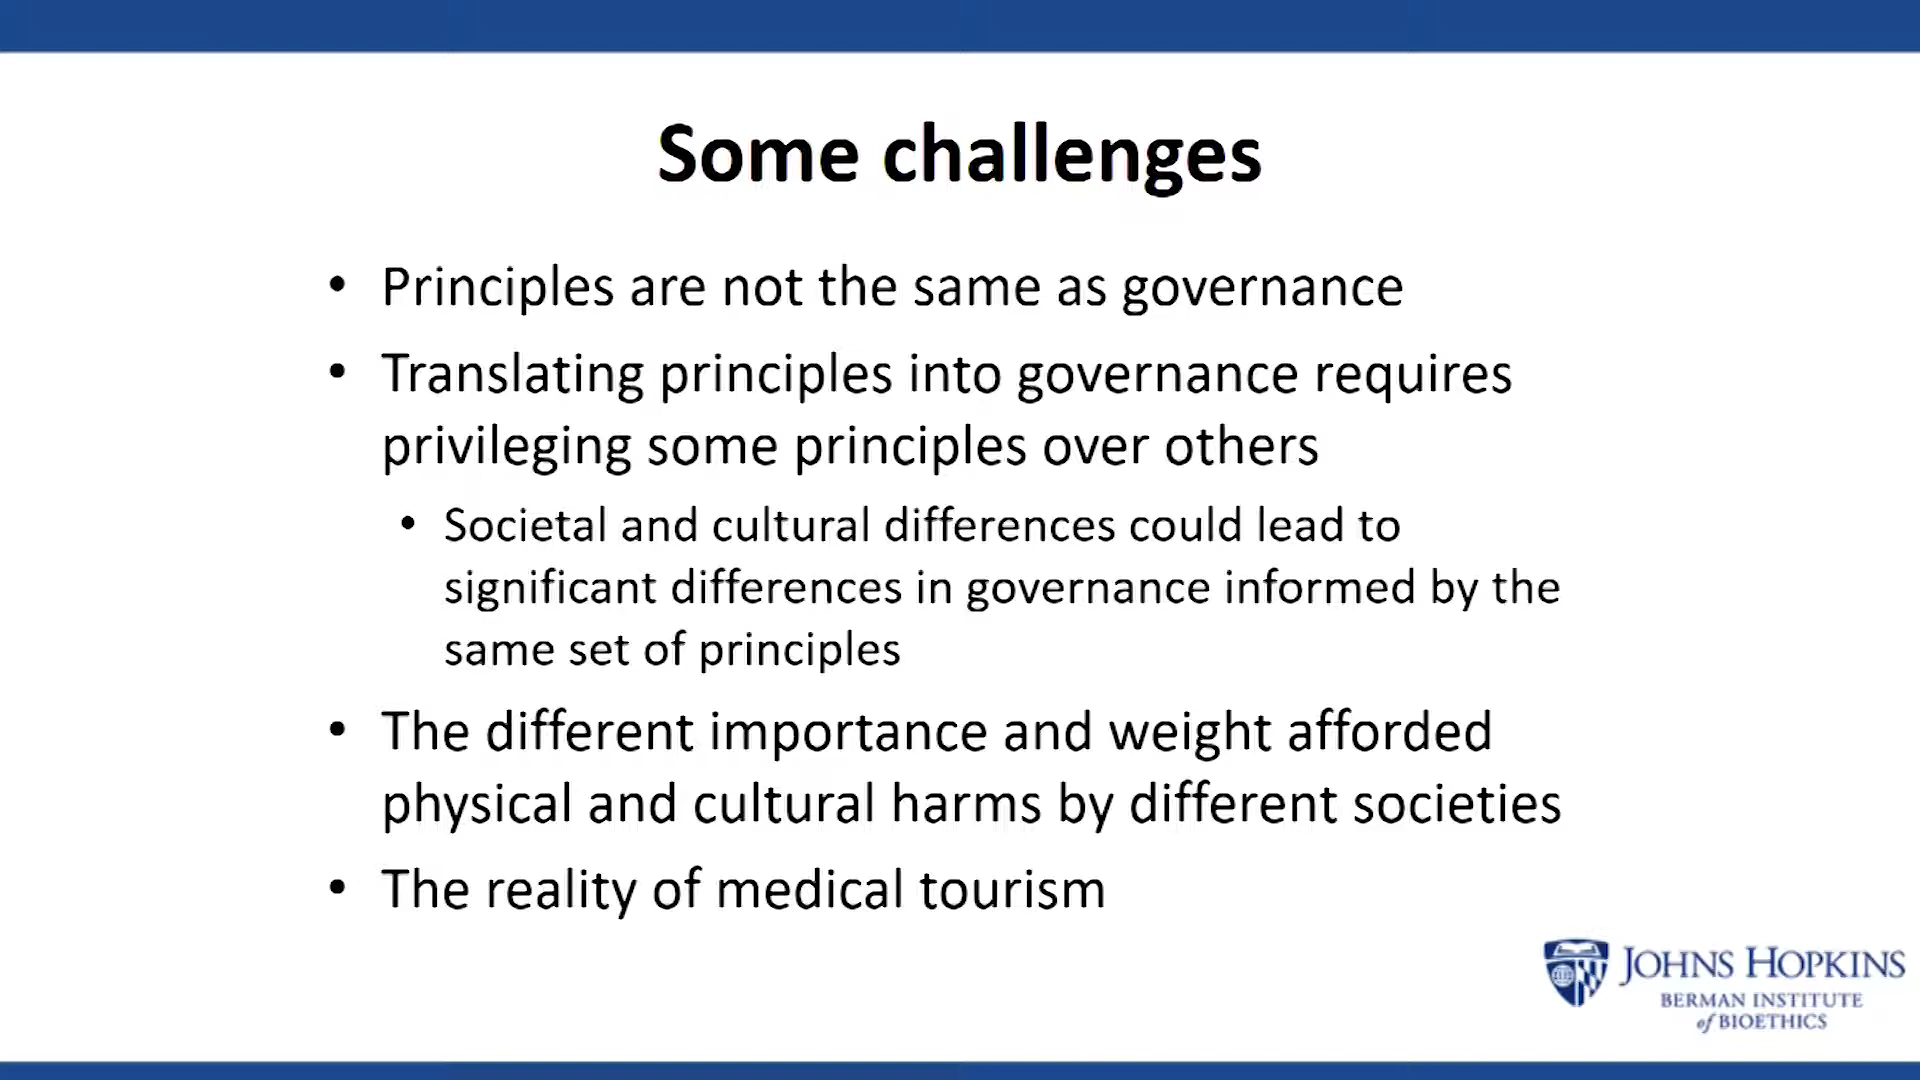 Some challenges
• Principles are not the same as governance
• Translating principles into governance requires
privileging some principles over others
• Societal and cultural differences could lead to
significant differences in governance informed by the
same set of principles
• The different importance and weight afforded
physical and cultural harms by different societies
• The reality of medical tourism
JOHNS HOPKINS
BERMAN INSTITUTE
of BIOETHICS